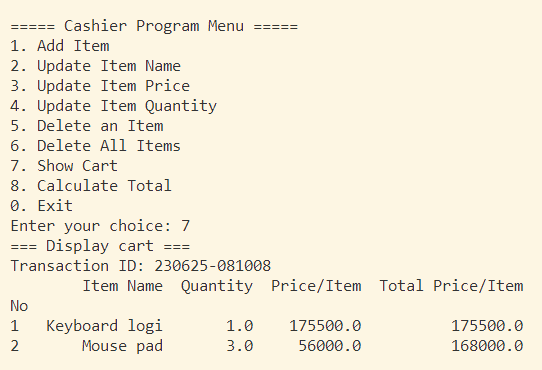 ===== Cashier Program Menu =====
1. Add Item
2. Update Item Name
3. Update Item Price
4. Update Item Quantity
5. Delete an Item
6. Delete All Items
7. Show Cart
8. Calculate Total
0. Exit
Enter your choice: 7
=== Display cart ===
Transaction ID: 230625-081008
        Item Name  Quantity  Price/Item  Total Price/Item
No
1   Keyboard logi       1.0    175500.0          175500.0
2       Mouse pad       3.0     56000.0          168000.0